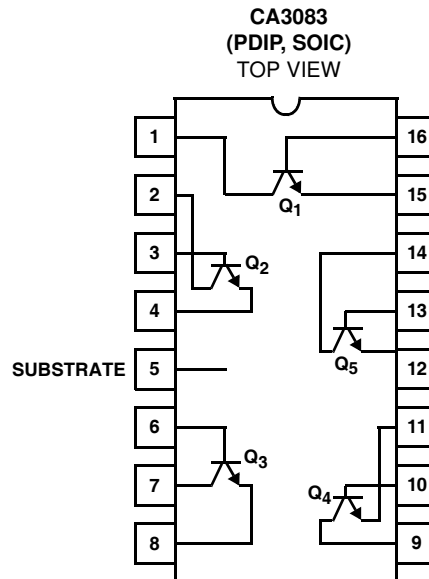 CA3083
(PDIP, SOIC)
TOP VIEW
1
16
2
Q1
15
3
Q2
14
4
13
SUBSTRATE 5
Q5
12
6
11
7
Q3
Q4
10
8
9